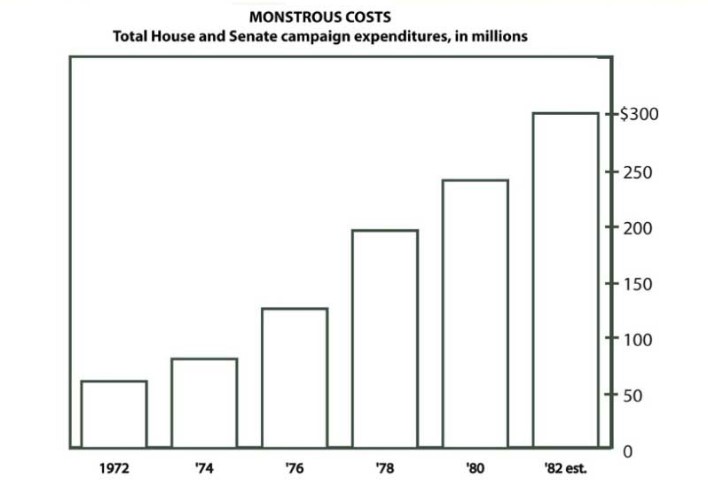 MONSTROUS COSTS
Total House and Senate campaign expenditures, in millions
$300
250
200
150
100
50
0
1972 '74 '76 '78 '80 '82 est.